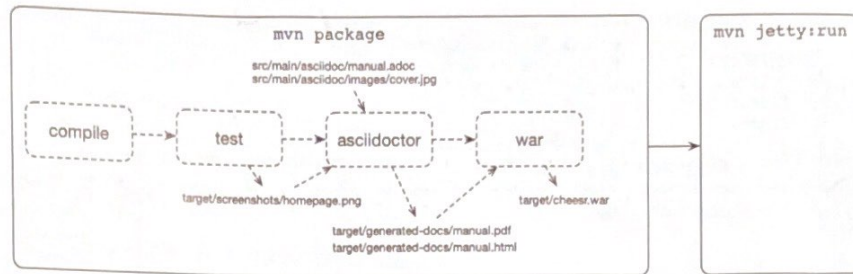 mvn package
mvn jetty:run
src/main/asciidoc/manual.adoc
src/main/asciidoc/images/cover.jpg
compile
test
asciidoctor
war
target/screenshots/homepage.png
target/cheesr.war
target/generated-docs/manual.pdf
target/generated-docs/manual.html